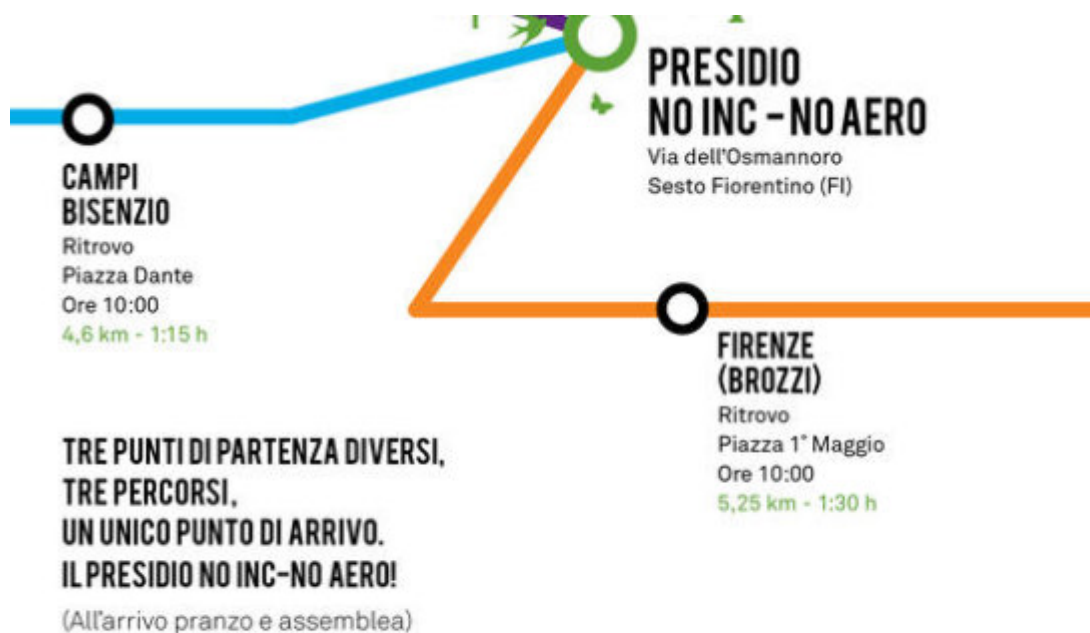 PRESIDIO
NO INC – NO AERO
Via dell'Osmannoro
Sesto Fiorentino (FI)
CAMPI
BISENZIO
Ritrovo
Piazza Dante
Ore 10:00
4,6 km - 1:15 h
FIRENZE
(BROZZI)
Ritrovo
Piazza 1° Maggio
Ore 10:00
5,25 km - 1:30 h
TRE PUNTI DI PARTENZA DIVERSI,
TRE PERCORSI,
UN UNICO PUNTO DI ARRIVO.
IL PRESIDIO NO INC-NO AERO!
(All'arrivo pranzo e assemblea)